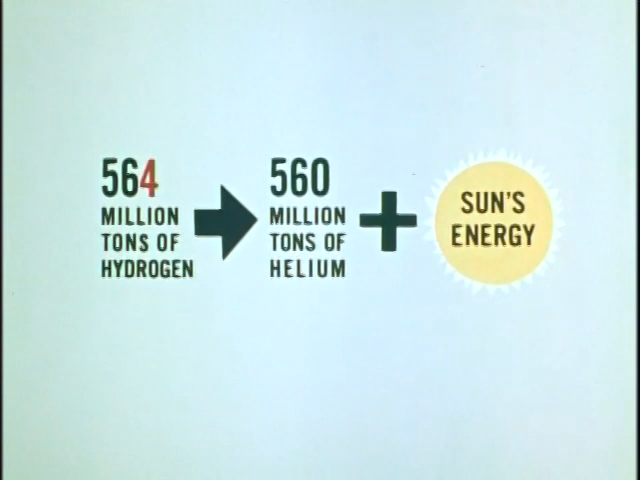 564
MILLION
TONS OF
HYDROGEN
560
MILLION
TONS OF
HELIUM
SUN'S
ENERGY